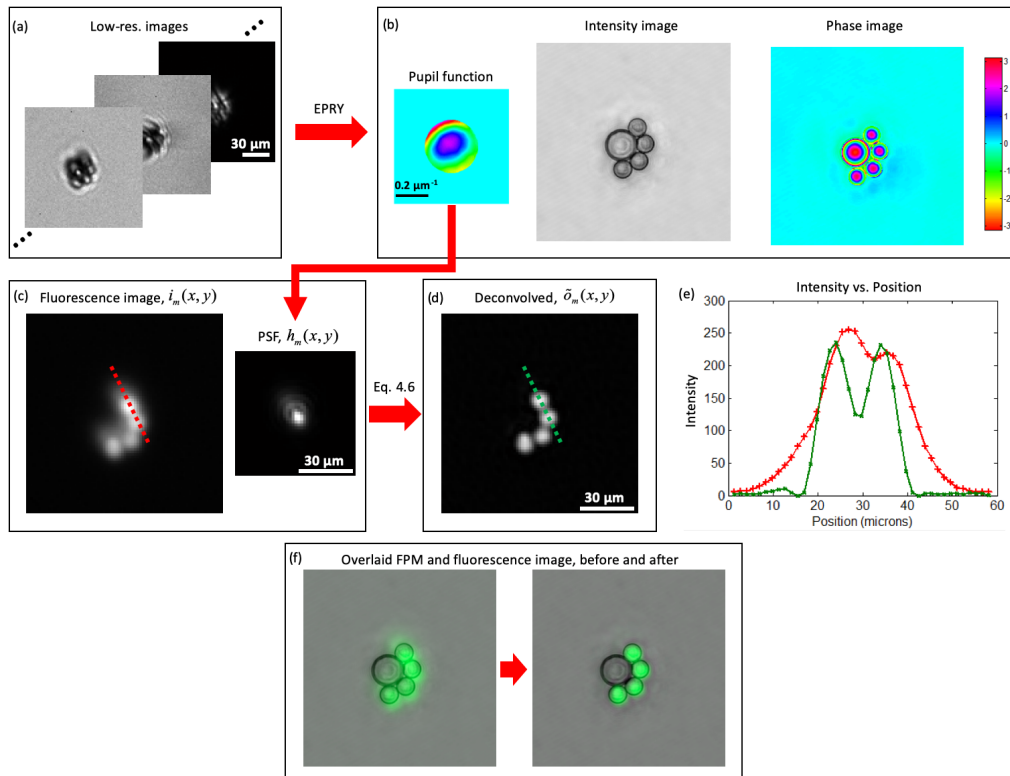 (a)
Low-res. images
30 μm
EPRY
(b)
Intensity image
Phase image
Pupil function
0.2 μm⁻¹
3
2
1
0
-1
-2
-3
(c)
Fluorescence image, i_m(x, y)
PSF, h_m(x, y)
30 μm
Eq. 4.6
(d)
Deconvolved, õ_m(x, y)
30 μm
(e)
Intensity vs. Position
Intensity
300
250
200
150
100
50
0
0 10 20 30 40 50 60
Position (microns)
(f)
Overlaid FPM and fluorescence image, before and after